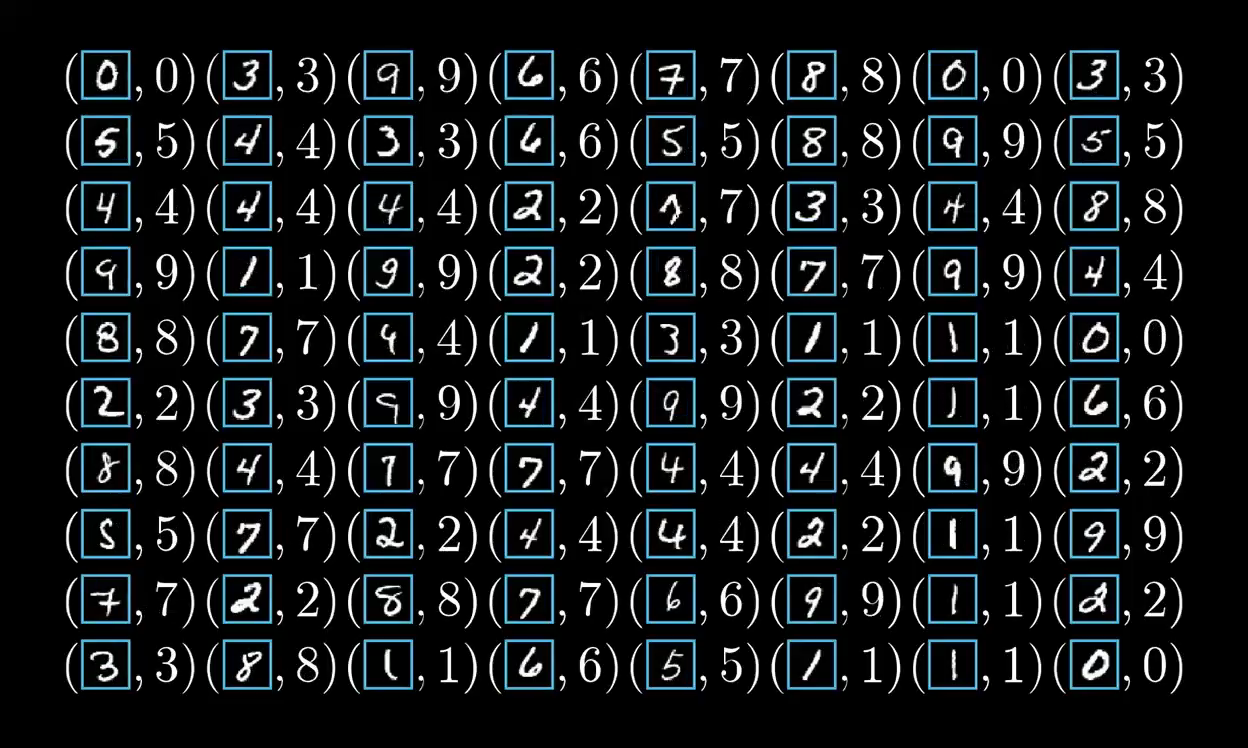 (0, 0)(3, 3)(9, 9)(6, 6)(7, 7)(8, 8)(0, 0)(3, 3)
(5, 5)(4, 4)(3, 3)(6, 6)(5, 5)(8, 8)(9, 9)(5, 5)
(4, 4)(4, 4)(4, 4)(2, 2)(7, 7)(3, 3)(4, 4)(8, 8)
(9, 9)(1, 1)(9, 9)(2, 2)(8, 8)(7, 7)(9, 9)(4, 4)
(8, 8)(7, 7)(4, 4)(1, 1)(3, 3)(1, 1)(1, 1)(0, 0)
(2, 2)(3, 3)(9, 9)(4, 4)(9, 9)(2, 2)(1, 1)(6, 6)
(8, 8)(4, 4)(7, 7)(7, 7)(4, 4)(4, 4)(9, 9)(2, 2)
(5, 5)(7, 7)(2, 2)(4, 4)(4, 4)(2, 2)(1, 1)(9, 9)
(7, 7)(2, 2)(8, 8)(7, 7)(6, 6)(9, 9)(1, 1)(2, 2)
(3, 3)(8, 8)(1, 1)(6, 6)(5, 5)(1, 1)(1, 1)(0, 0)